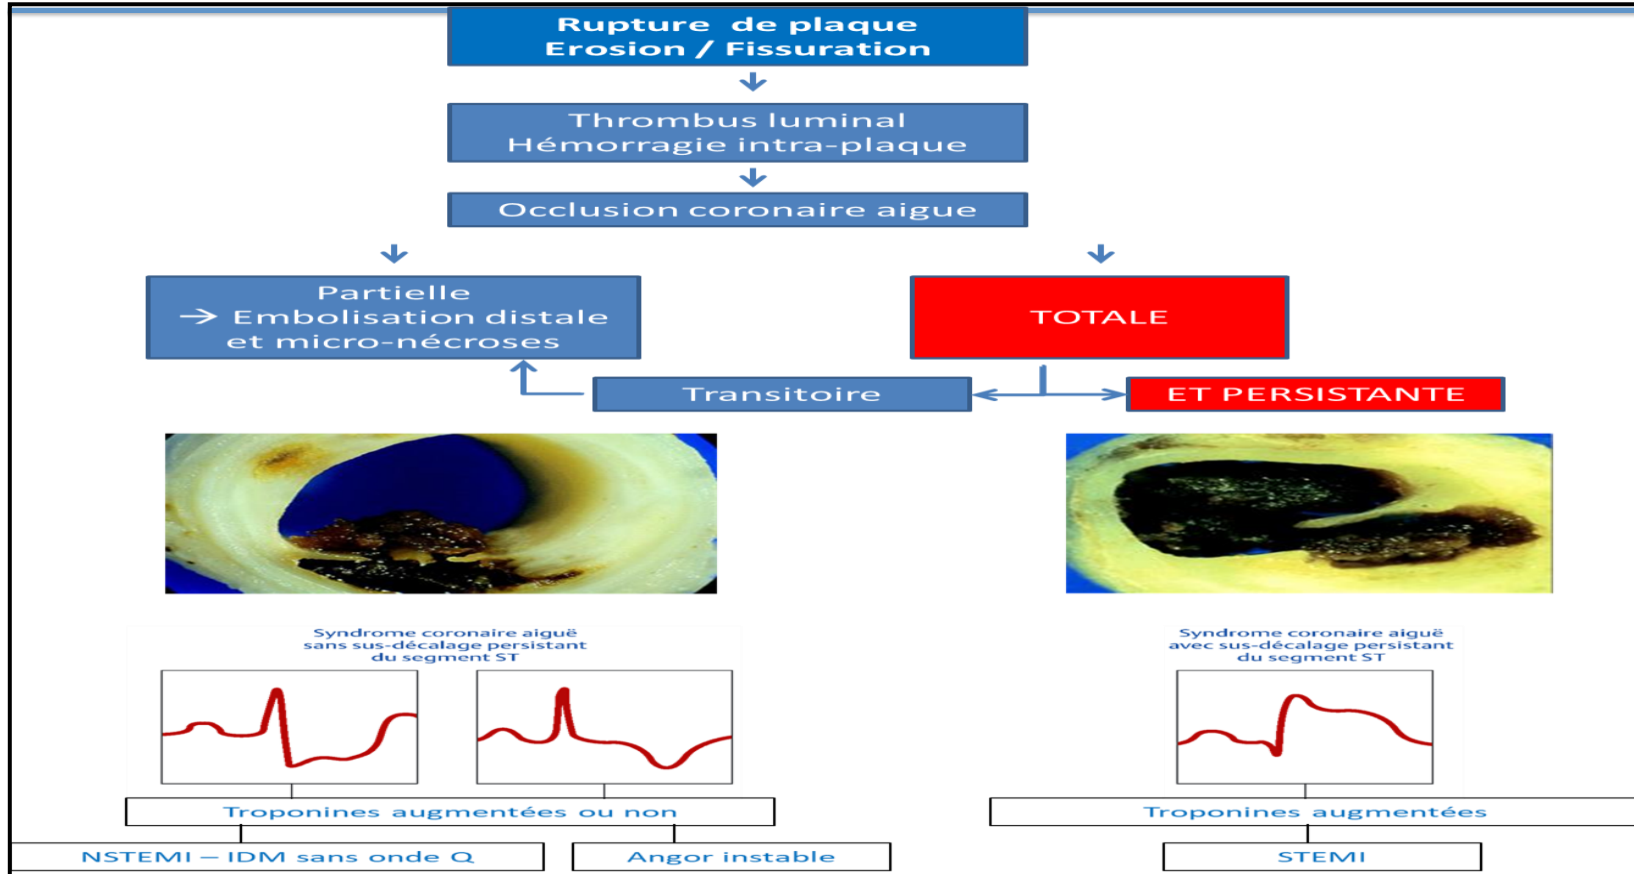 Rupture de plaque
Erosion / Fissuration
Thrombus luminal
Hémorragie intra-plaque
Occlusion coronaire aigue
Partielle
→ Embolisation distale
et micro-nécroses
TOTALE
Transitoire
ET PERSISTANTE
Syndrome coronaire aiguë
sans sus-décalage persistant
du segment ST
Syndrome coronaire aiguë
avec sus-décalage persistant
du segment ST
Troponines augmentées ou non
Troponines augmentées
NSTEMI – IDM sans onde Q
Angor instable
STEMI